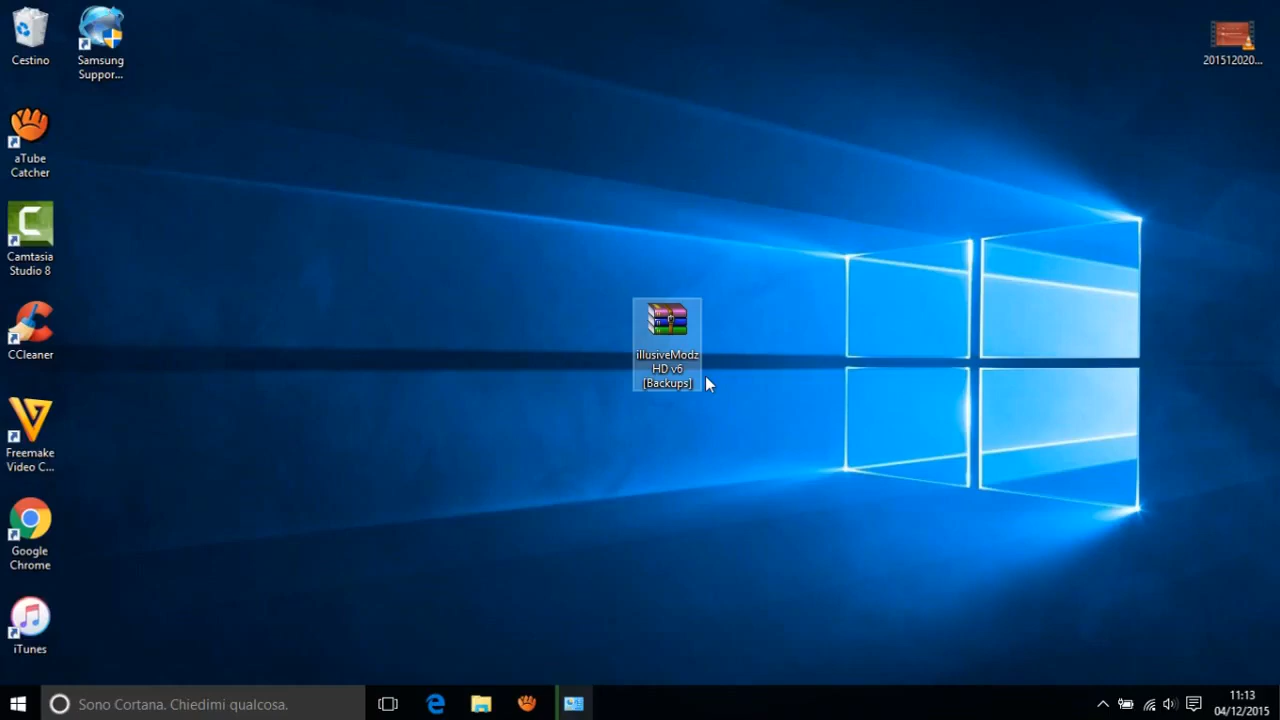 Cestino
Samsung
Suppor...
201512020...
aTube
Catcher
Camtasia
Studio 8
CCleaner
illusiveModz
HD v6
[Backups]
Freemake
Video C...
Google
Chrome
iTunes
Sono Cortana. Chiedimi qualcosa.
11:13
04/12/2015